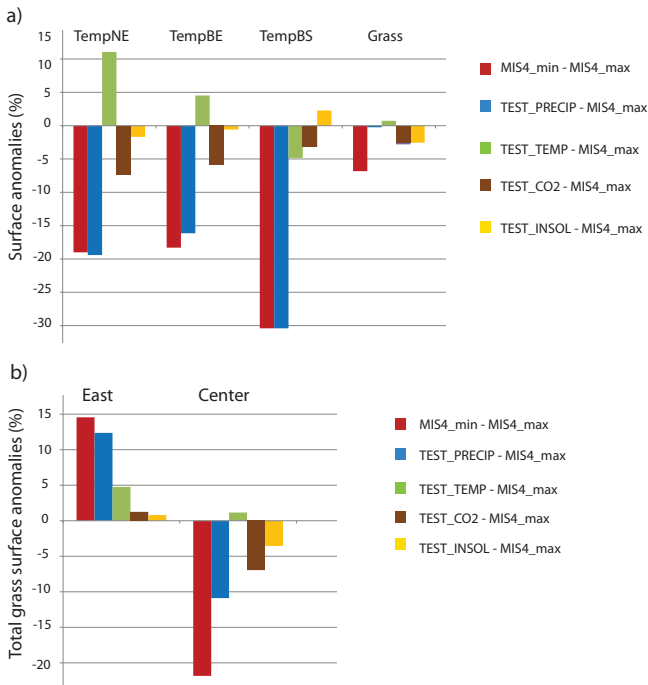 a)
TempNE TempBE TempBS Grass
15
10
5
0
-5
-10
-15
-20
-25
-30
Surface anomalies (%)
MIS4_min - MIS4_max
TEST_PRECIP - MIS4_max
TEST_TEMP - MIS4_max
TEST_CO2 - MIS4_max
TEST_INSOL - MIS4_max
b)
East Center
15
10
5
0
-5
-10
-15
-20
Total grass surface anomalies (%)
MIS4_min - MIS4_max
TEST_PRECIP - MIS4_max
TEST_TEMP - MIS4_max
TEST_CO2 - MIS4_max
TEST_INSOL - MIS4_max